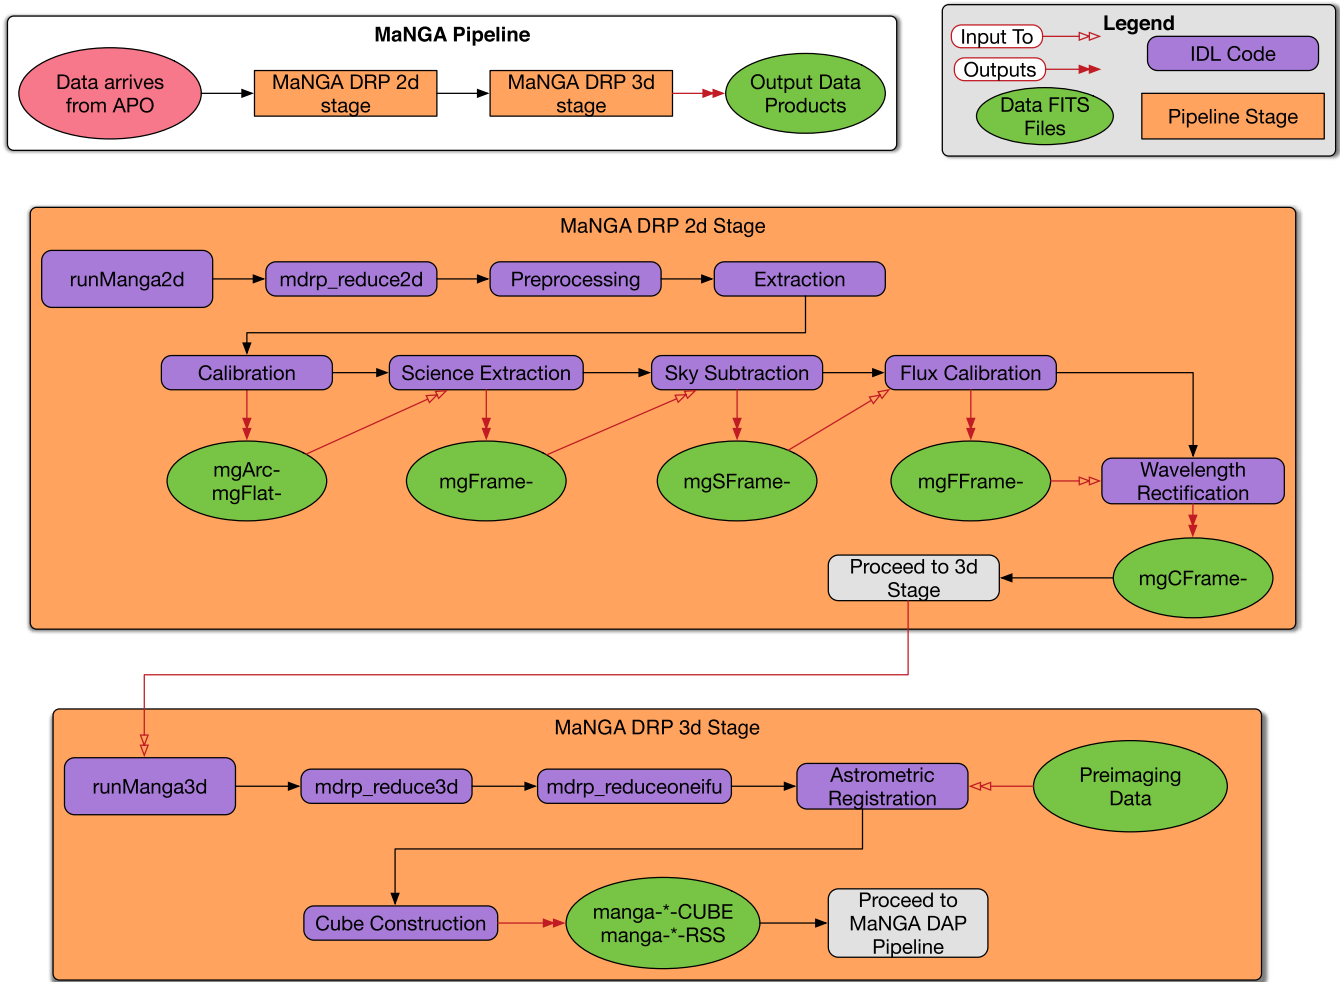 MaNGA Pipeline
Data arrives
from APO
MaNGA DRP 2d
stage
MaNGA DRP 3d
stage
Output Data
Products
Legend
Input To
Outputs
IDL Code
Data FITS
Files
Pipeline Stage
MaNGA DRP 2d Stage
runManga2d
mdrp_reduce2d
Preprocessing
Extraction
Calibration
Science Extraction
Sky Subtraction
Flux Calibration
mgArc-
mgFlat-
mgFrame-
mgSFrame-
mgFFrame-
Wavelength
Rectification
Proceed to 3d
Stage
mgCFrame-
MaNGA DRP 3d Stage
runManga3d
mdrp_reduce3d
mdrp_reduceoneifu
Astrometric
Registration
Preimaging
Data
Cube Construction
manga-*-CUBE
manga-*-RSS
Proceed to
MaNGA DAP
Pipeline